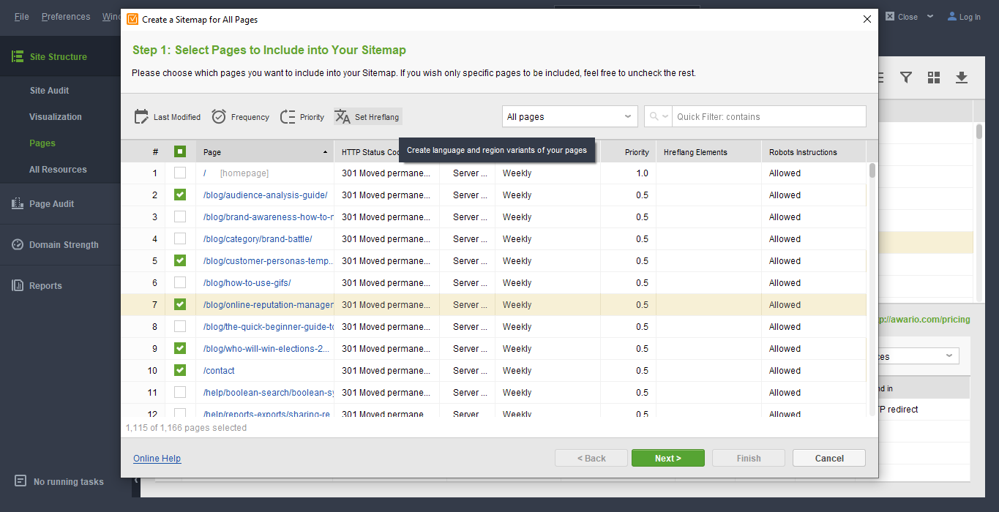 File Preferences Wind
Create a Sitemap for All Pages
Close Log In
Step 1: Select Pages to Include into Your Sitemap
Please choose which pages you want to include into your Sitemap. If you wish only specific pages to be included, feel free to uncheck the rest.
Site Structure
Site Audit
Visualization
Pages
All Resources
Page Audit
Domain Strength
Reports
No running tasks
Last Modified Frequency Priority Set Hreflang All pages Quick Filter: contains
Create language and region variants of your pages
# Page HTTP Status Cod Priority Hreflang Elements Robots Instructions
1 / [homepage] 301 Moved permane... Server ... Weekly 1.0 Allowed
2 /blog/audience-analysis-guide/ 301 Moved permane... Server ... Weekly 0.5 Allowed
3 /blog/brand-awareness-how-to-r 301 Moved permane... Server ... Weekly 0.5 Allowed
4 /blog/category/brand-battle/ 301 Moved permane... Server ... Weekly 0.5 Allowed
5 /blog/customer-personas-temp... 301 Moved permane... Server ... Weekly 0.5 Allowed
6 /blog/how-to-use-gifs/ 301 Moved permane... Server ... Weekly 0.5 Allowed
7 /blog/online-reputation-manager 301 Moved permane... Server ... Weekly 0.5 Allowed
8 /blog/the-quick-beginner-guide-to 301 Moved permane... Server ... Weekly 0.5 Allowed
9 /blog/who-will-win-elections-2... 301 Moved permane... Server ... Weekly 0.5 Allowed
10 /contact 301 Moved permane... Server ... Weekly 0.5 Allowed
11 /help/boolean-search/boolean-sy 301 Moved permane... Server ... Weekly 0.5 Allowed
12 /help/reports-exports/sharing-re 301 Moved permane Server Weekly 0.5 Allowed
1,115 of 1,166 pages selected
Online Help < Back Next > Finish Cancel
p://awario.com/pricing
ces
nd in
TP redirect